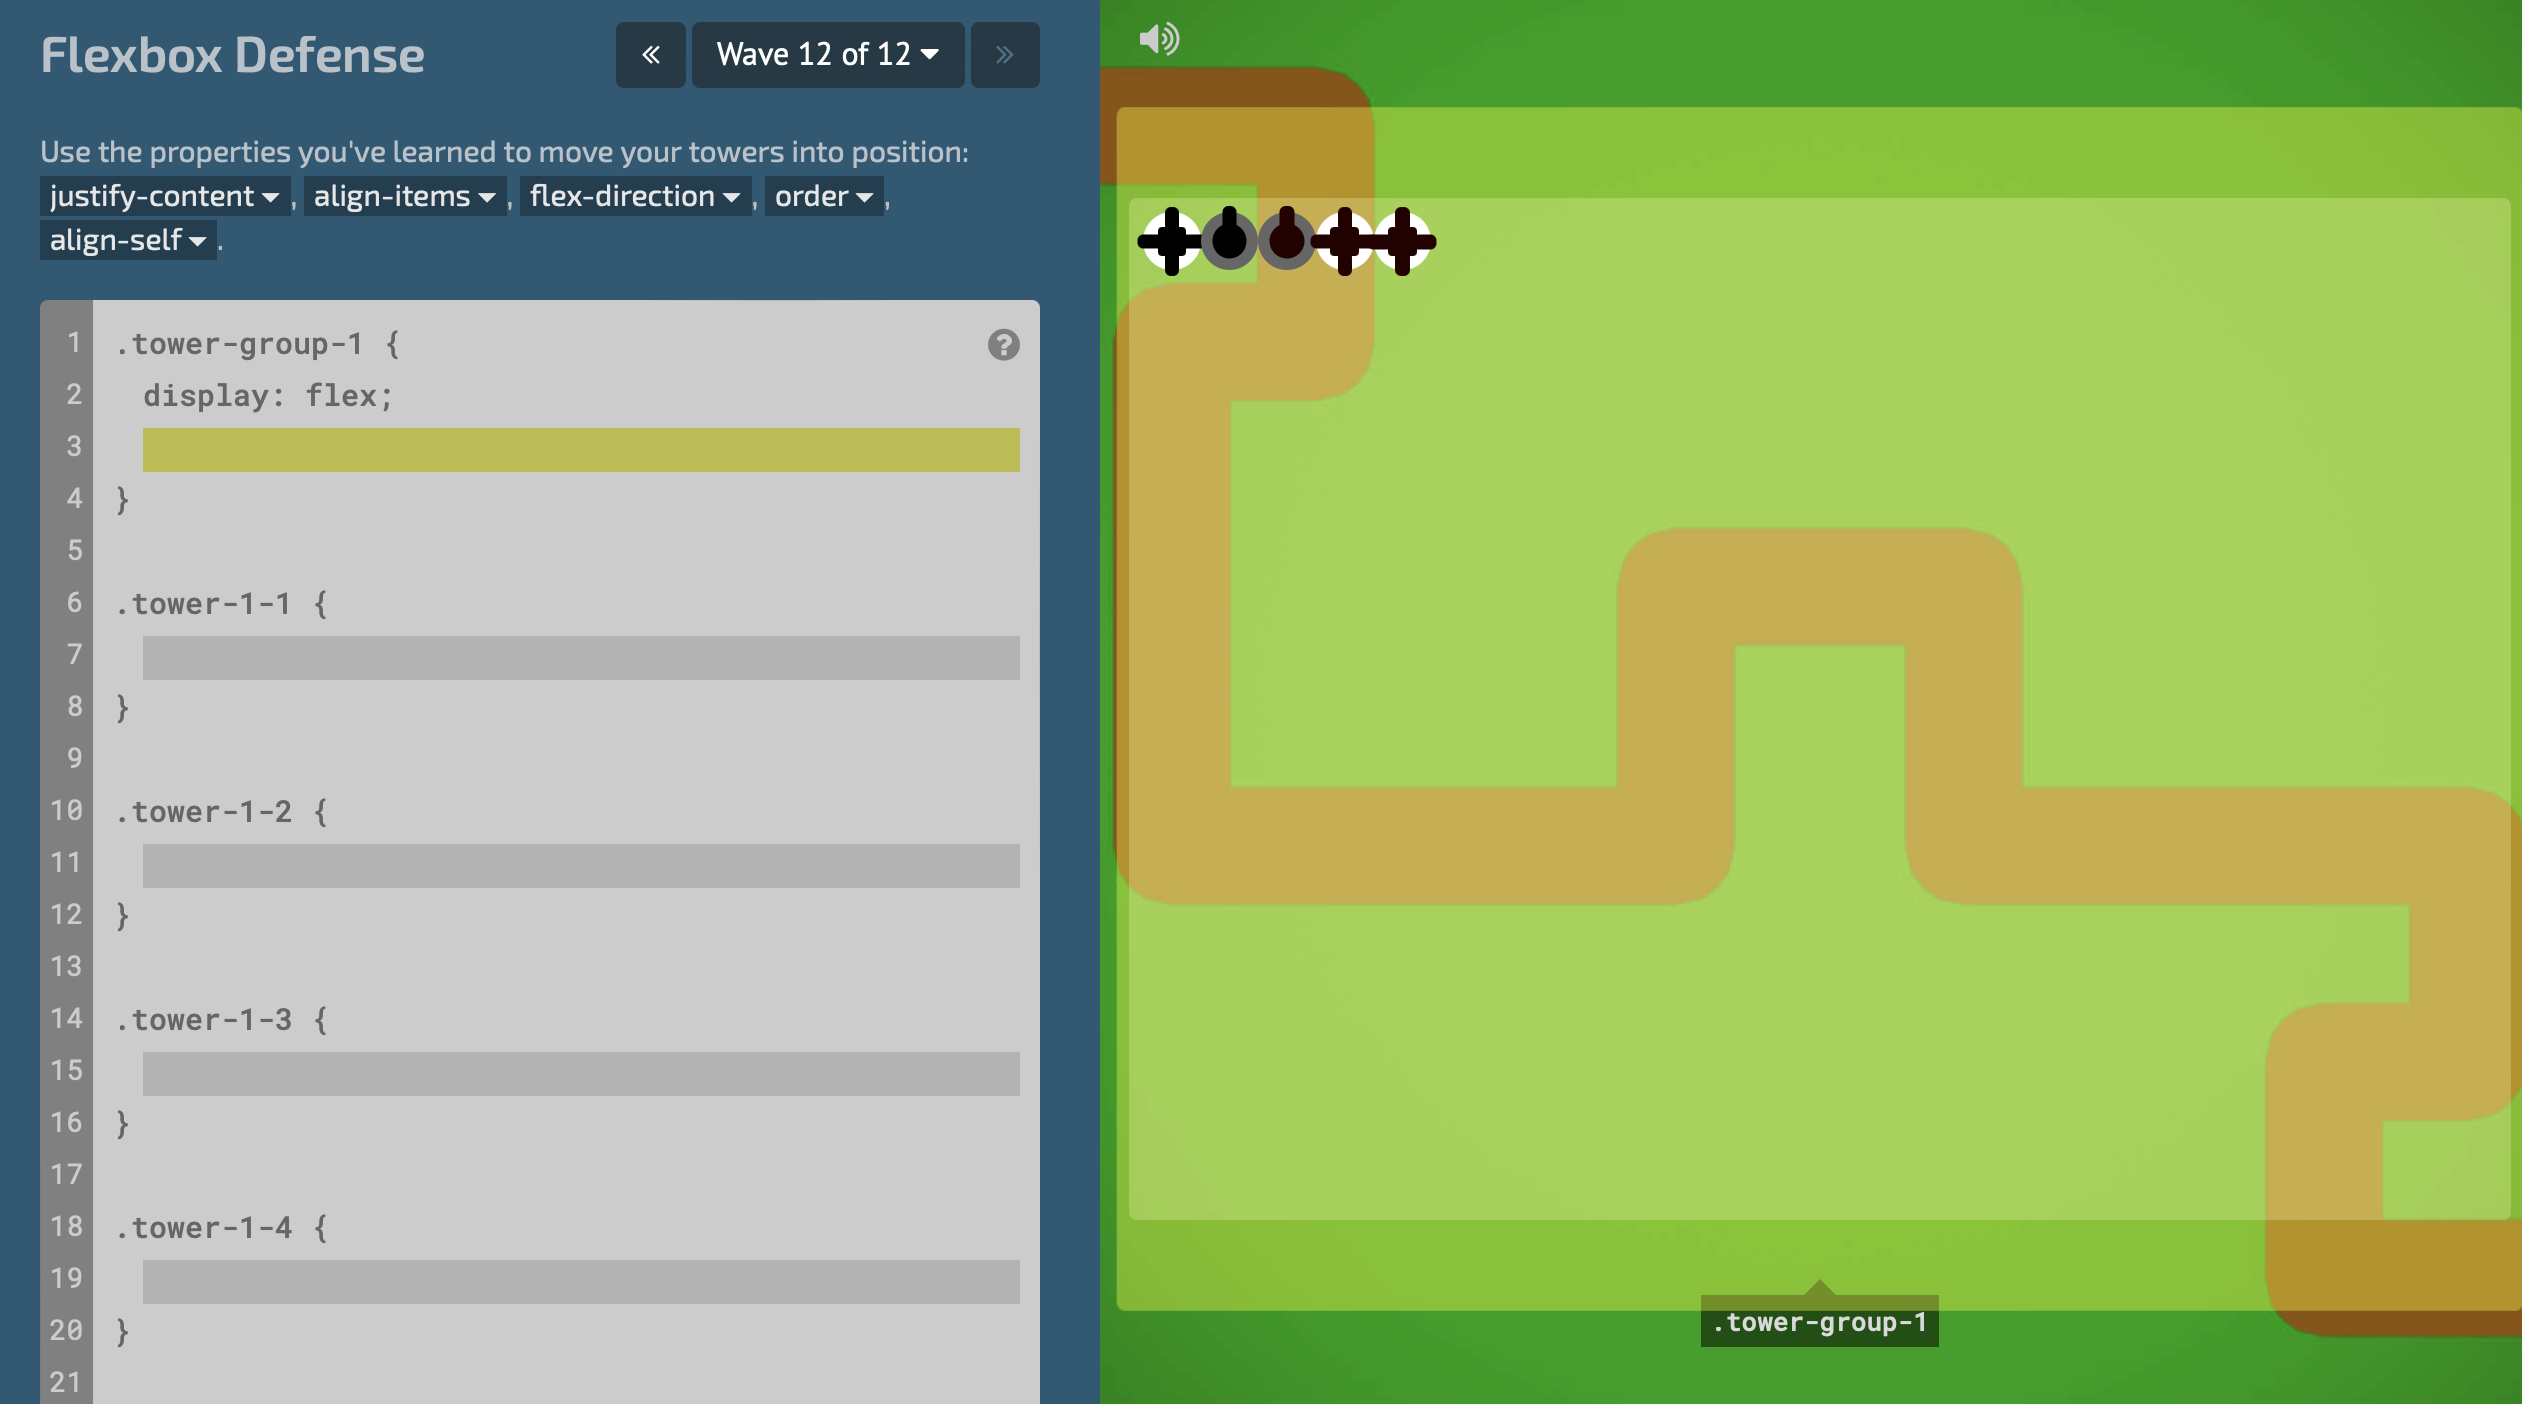 Flexbox Defense
« Wave 12 of 12 »
Use the properties you've learned to move your towers into position:
justify-content , align-items , flex-direction , order ,
align-self .
1 .tower-group-1 { ?
2 display: flex;
3
4 }
5
6 .tower-1-1 {
7
8 }
9
10 .tower-1-2 {
11
12 }
13
14 .tower-1-3 {
15
16 }
17
18 .tower-1-4 {
19
20 }
21
.tower-group-1